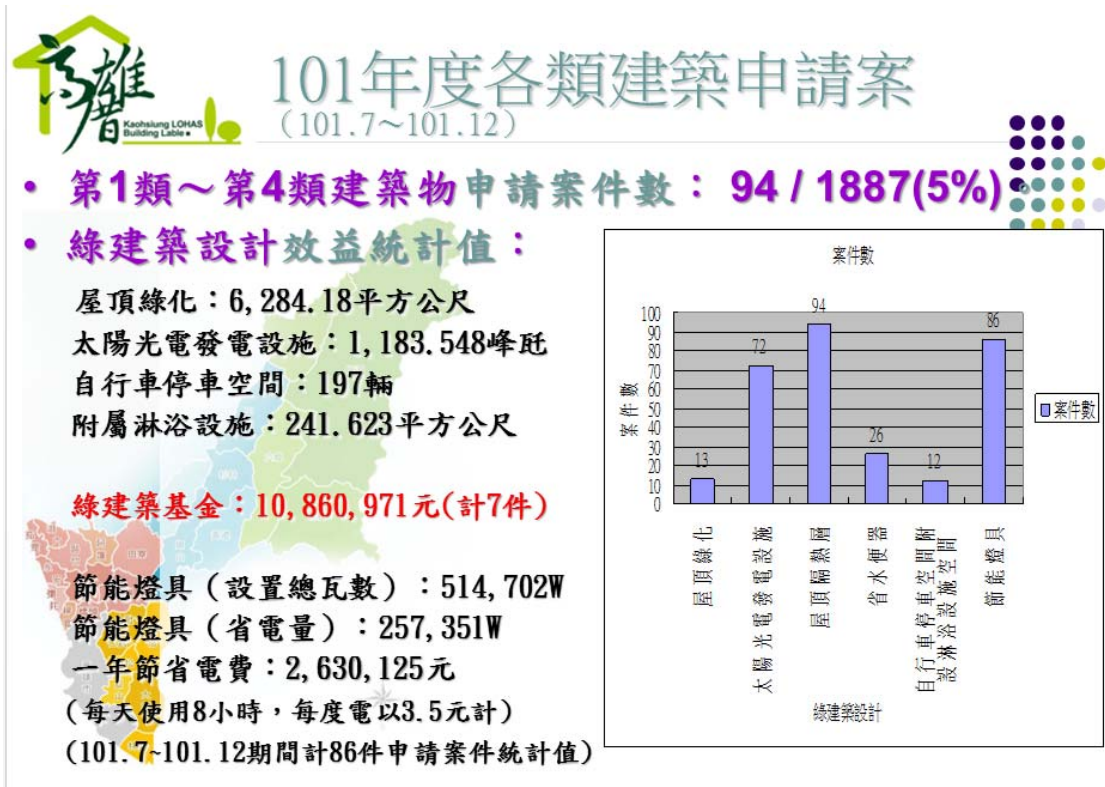 高雄厝
Kaohsiung LOHAS
Building Lable
101年度各類建築申請案
(101.7~101.12)
• 第1類~第4類建築物申請案件數：94 / 1887(5%)。
• 綠建築設計效益統計值：
屋頂綠化：6,284.18平方公尺
太陽光電發電設施：1,183.548峰瓩
自行車停車空間：197輛
附屬淋浴設施：241.623平方公尺
綠建築基金：10,860,971元(計7件)
節能燈具（設置總瓦數）：514,702W
節能燈具（省電量）：257,351W
一年節省電費：2,630,125元
(每天使用8小時，每度電以3.5元計)
(101.7~101.12期間計86件申請案件統計值)
案件數
案件數
100
90
80
70
60
50
40
30
20
10
0
13
72
94
26
12
86
屋頂綠化
太陽光電發電設施
屋頂隔熱層
省水便器
自行車停車空間附
設淋浴設施空間
節能燈具
綠建築設計
案件數